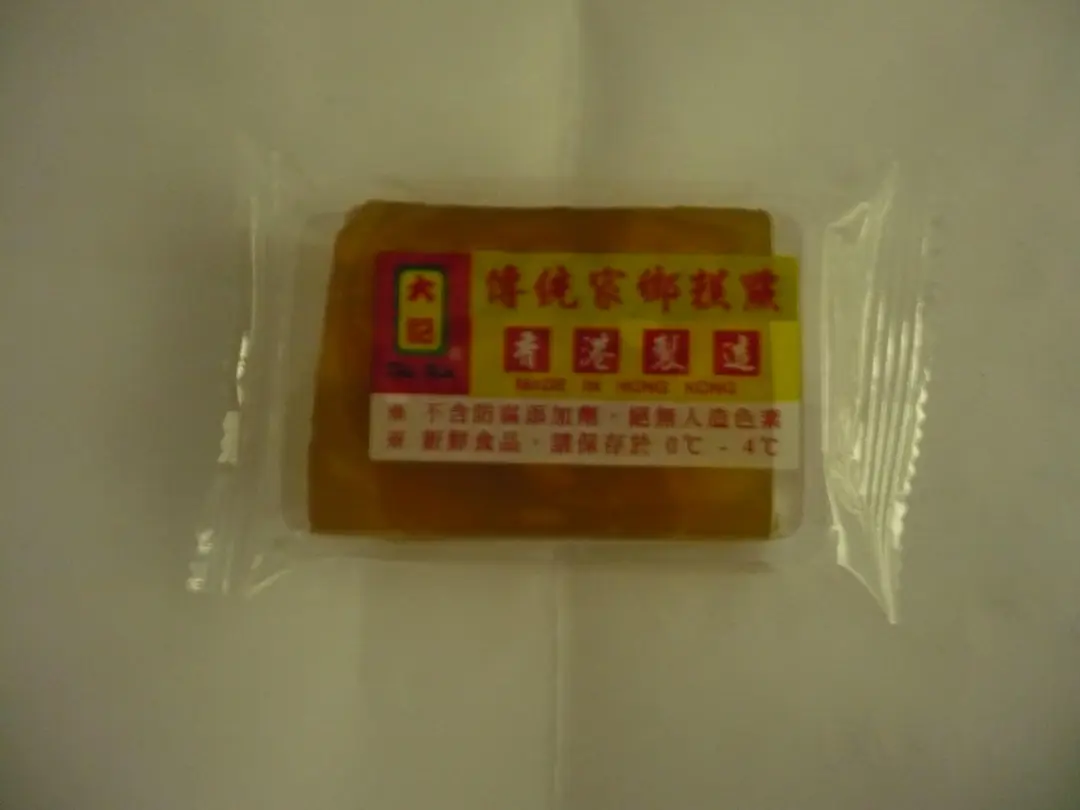 大記
傳統家鄉糕點
香港製造
MADE IN HONG KONG
※ 不含防腐添加劑，絕無人造色素
※ 新鮮食品，請保存於 0℃ - 4℃